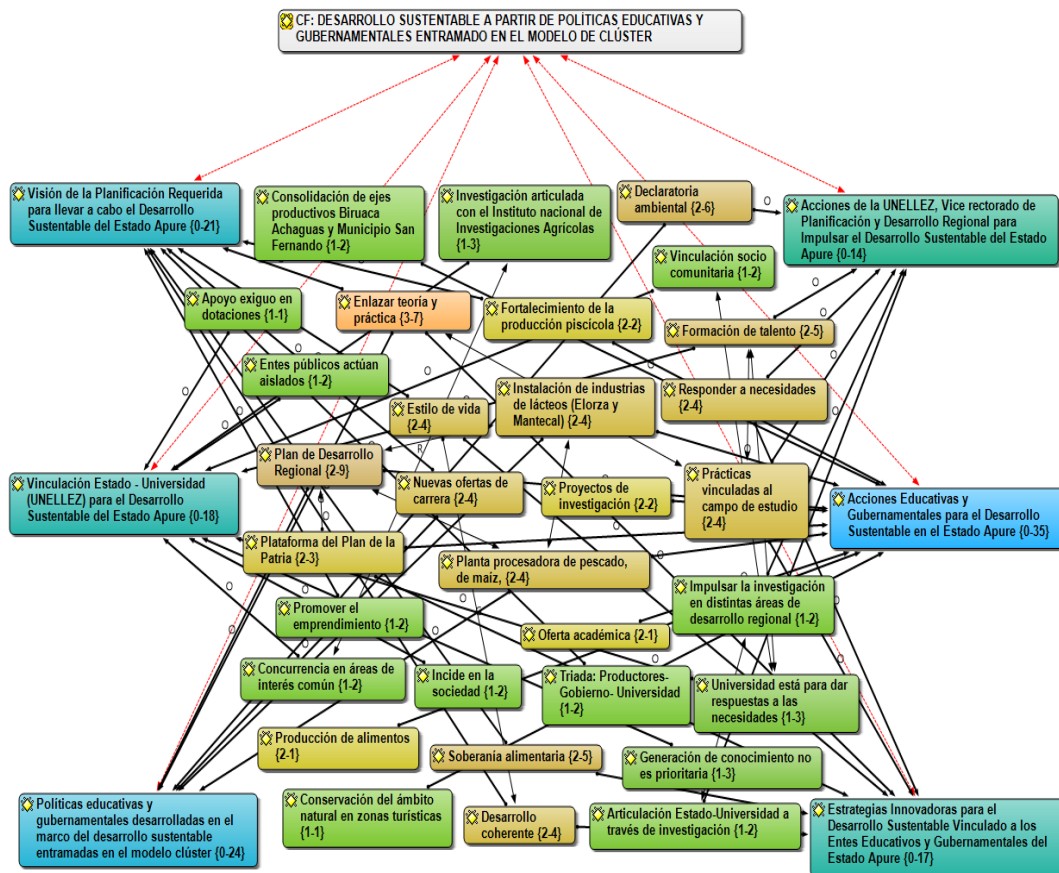 CF: DESARROLLO SUSTENTABLE A PARTIR DE POLÍTICAS EDUCATIVAS Y
GUBERNAMENTALES ENTRAMADO EN EL MODELO DE CLÚSTER
Visión de la Planificación Requerida
para llevar a cabo el Desarrollo
Sustentable del Estado Apure {0-21}
Consolidación de ejes
productivos Biruaca
Achaguas y Municipio San
Fernando {1-2}
Investigación articulada
con el Instituto nacional de
Investigaciones Agrícolas
{1-3}
Declaratoria
ambiental {2-6}
Acciones de la UNELLEZ, Vice rectorado de
Planificación y Desarrollo Regional para
Impulsar el Desarrollo Sustentable del Estado
Apure {0-14}
Vinculación socio
comunitaria {1-2}
Apoyo exiguo en
dotaciones {1-1}
Enlazar teoría y
práctica {3-7}
Fortalecimiento de la
producción piscícola {2-2}
Formación de talento {2-5}
Entes públicos actúan
aislados {1-2}
Estilo de vida
{2-4}
Instalación de industrias
de lácteos (Elorza y
Mantecal) {2-4}
Responder a necesidades
{2-4}
Plan de Desarrollo
Regional {2-9}
R
Nuevas ofertas de
carrera {2-4}
Proyectos de
investigación {2-2}
Prácticas
vinculadas al
campo de estudio
{2-4}
Vinculación Estado - Universidad
(UNELLEZ) para el Desarrollo
Sustentable del Estado Apure {0-18}
Acciones Educativas y
Gubernamentales para el Desarrollo
Sustentable en el Estado Apure {0-35}
Plataforma del Plan de la
Patria {2-3}
Planta procesadora de pescado,
de maíz, {2-4}
Impulsar la investigación
en distintas áreas de
desarrollo regional {1-2}
Promover el
emprendimiento {1-2}
Oferta académica {2-1}
Concurrencia en áreas de
interés común {1-2}
Incide en la
sociedad {1-2}
Triada: Productores-
Gobierno- Universidad
{1-2}
Universidad está para dar
respuestas a las
necesidades {1-3}
Producción de alimentos
{2-1}
Soberanía alimentaria {2-5}
Generación de conocimiento no
es prioritaria {1-3}
Políticas educativas y
gubernamentales desarrolladas en el
marco del desarrollo sustentable
entramadas en el modelo clúster {0-24}
Conservación del ámbito
natural en zonas turísticas
{1-1}
Desarrollo
coherente {2-4}
Articulación Estado-Universidad a
través de investigación {1-2}
Estrategias Innovadoras para el
Desarrollo Sustentable Vinculado a los
Entes Educativos y Gubernamentales del
Estado Apure {0-17}